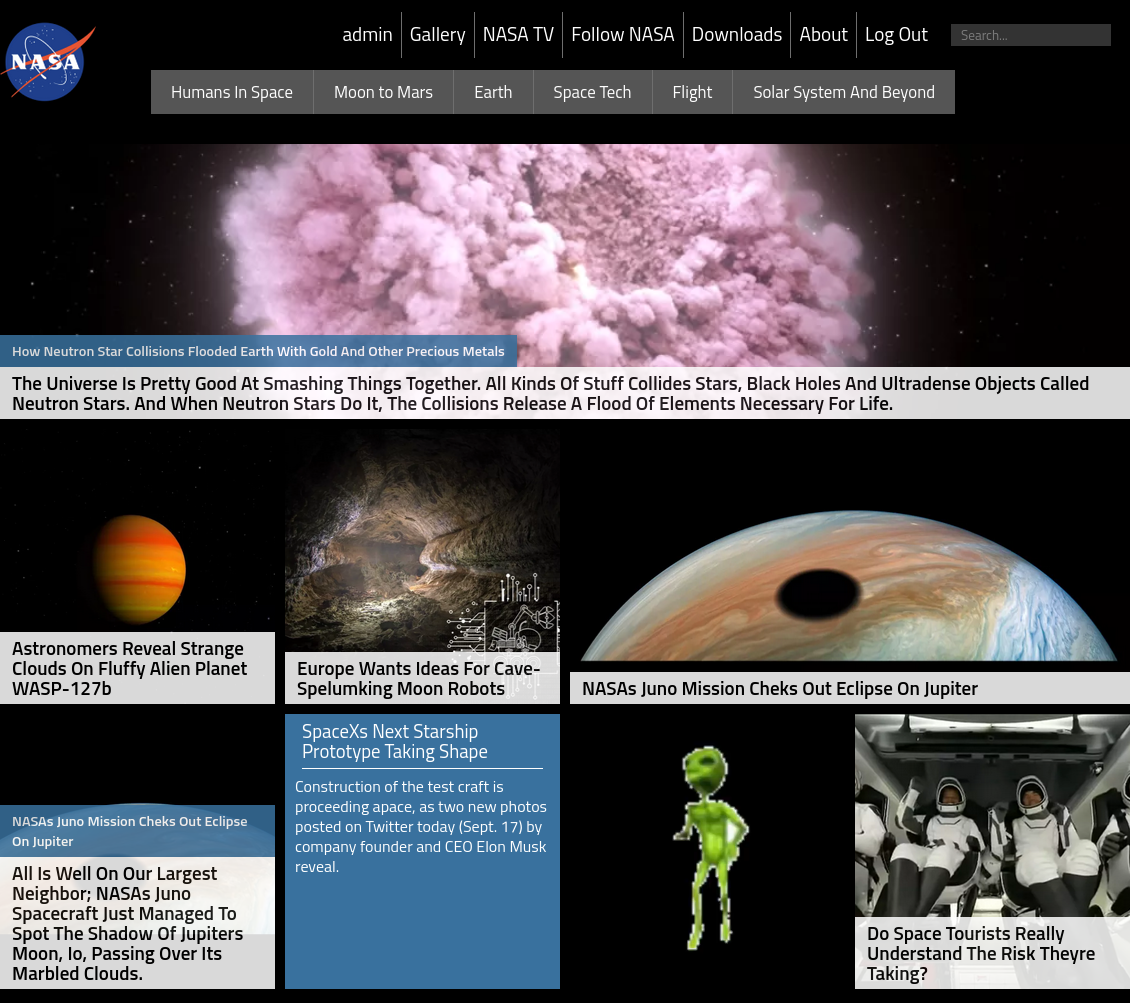 NASA
admin
Gallery
NASA TV
Follow NASA
Downloads
About
Log Out
Search...
Humans In Space
Moon to Mars
Earth
Space Tech
Flight
Solar System And Beyond
How Neutron Star Collisions Flooded Earth With Gold And Other Precious Metals
The Universe Is Pretty Good At Smashing Things Together. All Kinds Of Stuff Collides Stars, Black Holes And Ultradense Objects Called
Neutron Stars. And When Neutron Stars Do It, The Collisions Release A Flood Of Elements Necessary For Life.
Astronomers Reveal Strange
Clouds On Fluffy Alien Planet
WASP-127b
Europe Wants Ideas For Cave-
Spelumking Moon Robots
NASAs Juno Mission Cheks Out Eclipse On Jupiter
NASAs Juno Mission Cheks Out Eclipse
On Jupiter
All Is Well On Our Largest
Neighbor; NASAs Juno
Spacecraft Just Managed To
Spot The Shadow Of Jupiters
Moon, Io, Passing Over Its
Marbled Clouds.
SpaceXs Next Starship
Prototype Taking Shape
Construction of the test craft is
proceeding apace, as two new photos
posted on Twitter today (Sept. 17) by
company founder and CEO Elon Musk
reveal.
Do Space Tourists Really
Understand The Risk Theyre
Taking?